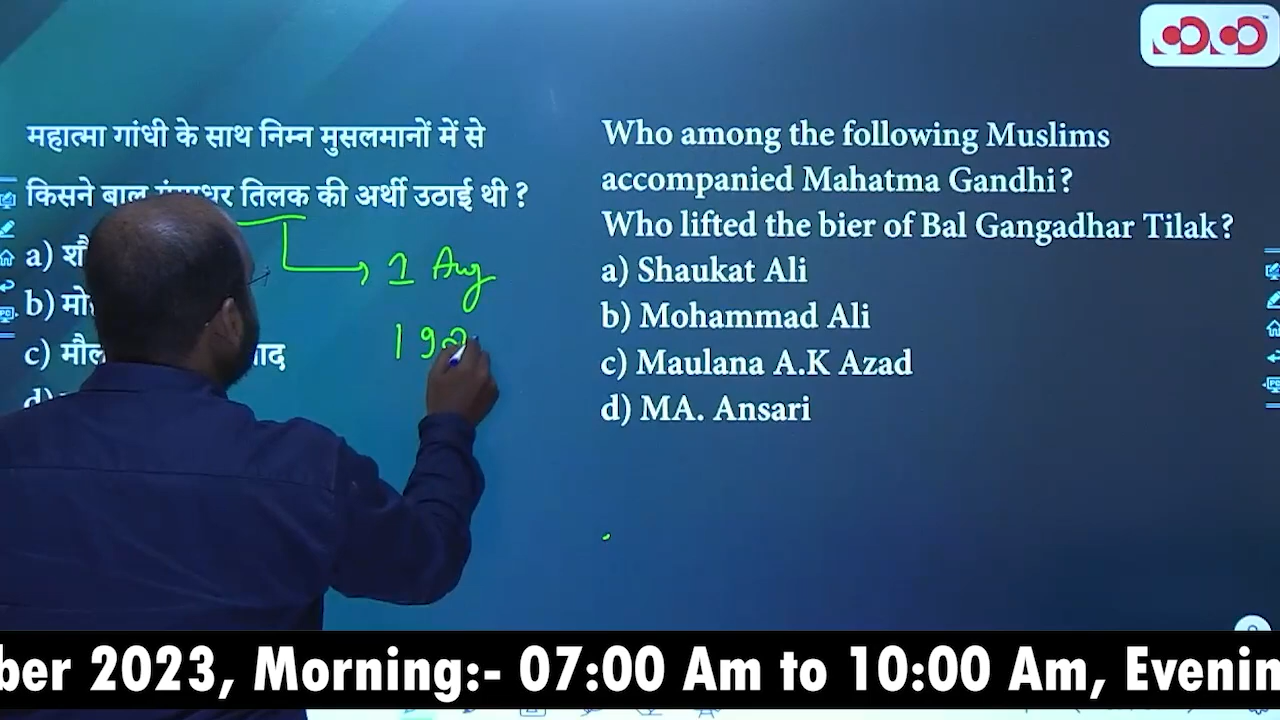 महात्मा गांधी के साथ निम्न मुसलमानों में से
किसने बाल तिलक की अर्थी उठाई थी ?
a)
b)
c)
Who among the following Muslims
accompanied Mahatma Gandhi?
Who lifted the bier of Bal Gangadhar Tilak?
a) Shaukat Ali
b) Mohammad Ali
c) Maulana A.K Azad
d) MA. Ansari
1 Aug
ber 2023, Morning:- 07:00 Am to 10:00 Am, Evenin